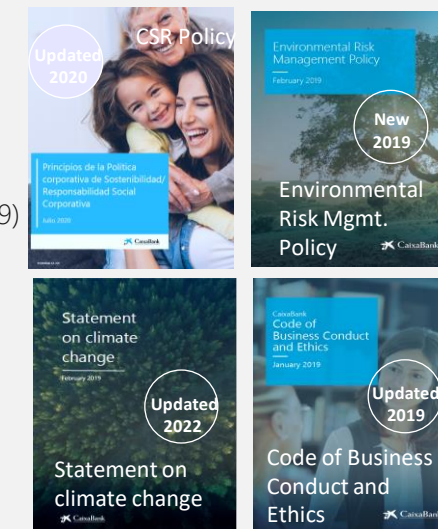 CSR Policy
Updated
2020
Principios de la Política
corporativa de Sostenibilidad/
Responsabilidad Social
Corporativa
Julio 2020
CaixaBank
9)
Environmental Risk
Management Policy
February 2019
New
2019
Environmental
Risk Mgmt.
Policy
CaixaBank
Statement
on climate
change
February 2019
Updated
2022
Statement on
climate change
CaixaBank
CaixaBank
Code of
Business Conduct
and Ethics
January 2019
Updated
2019
Code of Business
Conduct and
Ethics
CaixaBank